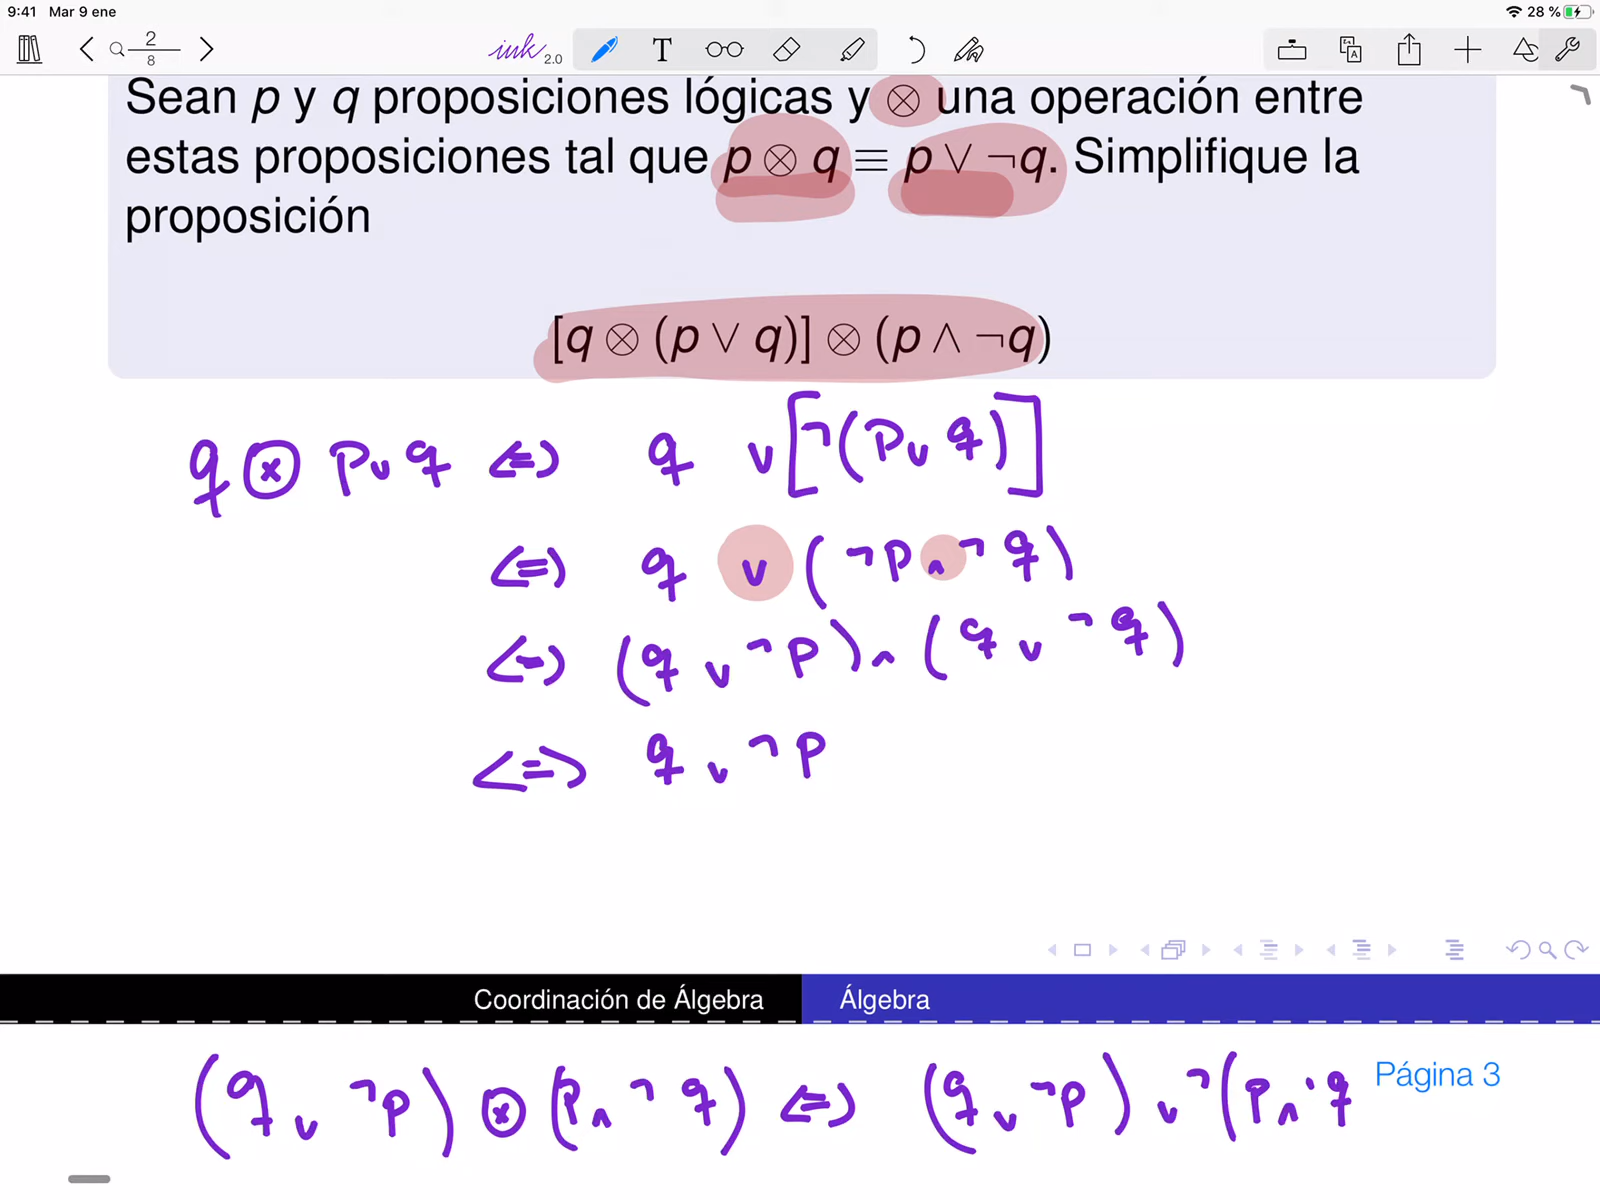 9:41 Mar 9 ene 28 %
2/8 ink 2.0 T
Sean p y q proposiciones lógicas y ⊗ una operación entre
estas proposiciones tal que p ⊗ q ≡ p ∨ ¬q. Simplifique la
proposición
[q ⊗ (p ∨ q)] ⊗ (p ∧ ¬q)
q ⊗ p ∨ q <=> q ∨ [¬(p ∨ q)]
<=> q ∨ (¬p ∧ ¬q)
<=> (q ∨ ¬p) ∧ (q ∨ ¬q)
<=> q ∨ ¬p
Coordinación de Álgebra Álgebra
(q ∨ ¬p) ⊗ (p ∧ ¬q) <=> (q ∨ ¬p) ∨ ¬(p ∧ ·q
Página 3